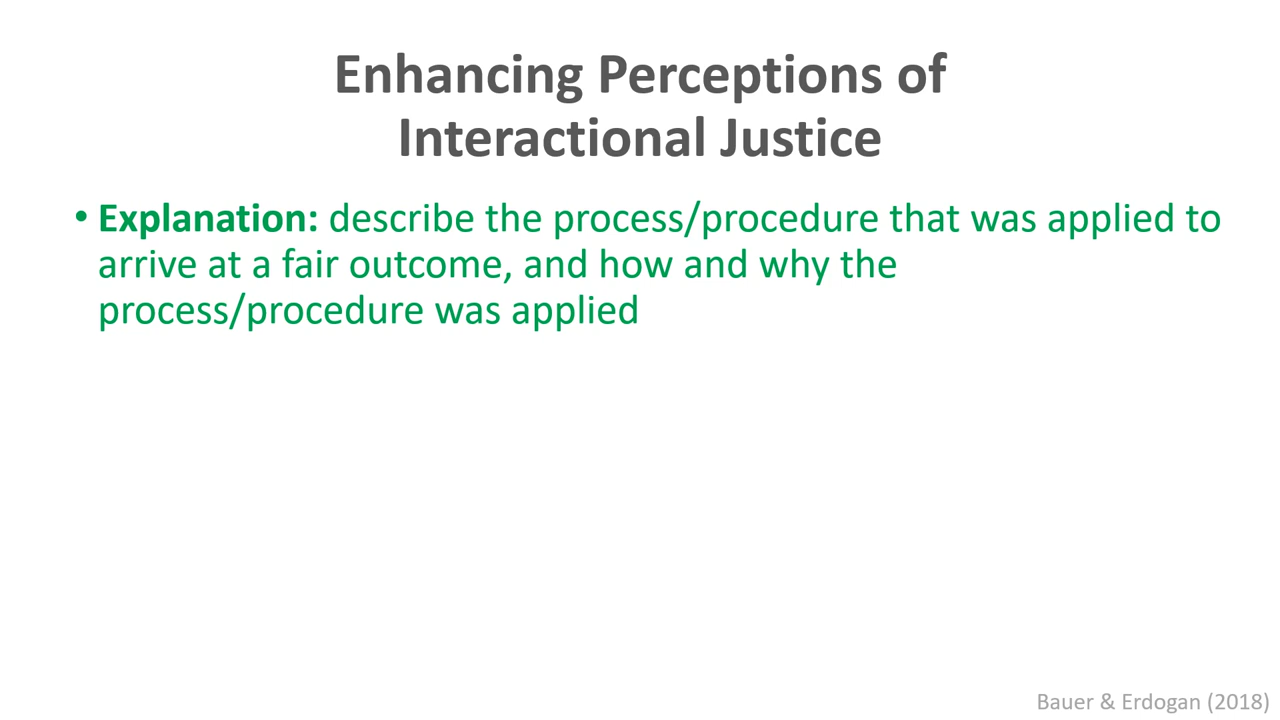 Enhancing Perceptions of
Interactional Justice
• Explanation: describe the process/procedure that was applied to
arrive at a fair outcome, and how and why the
process/procedure was applied
Bauer & Erdogan (2018)